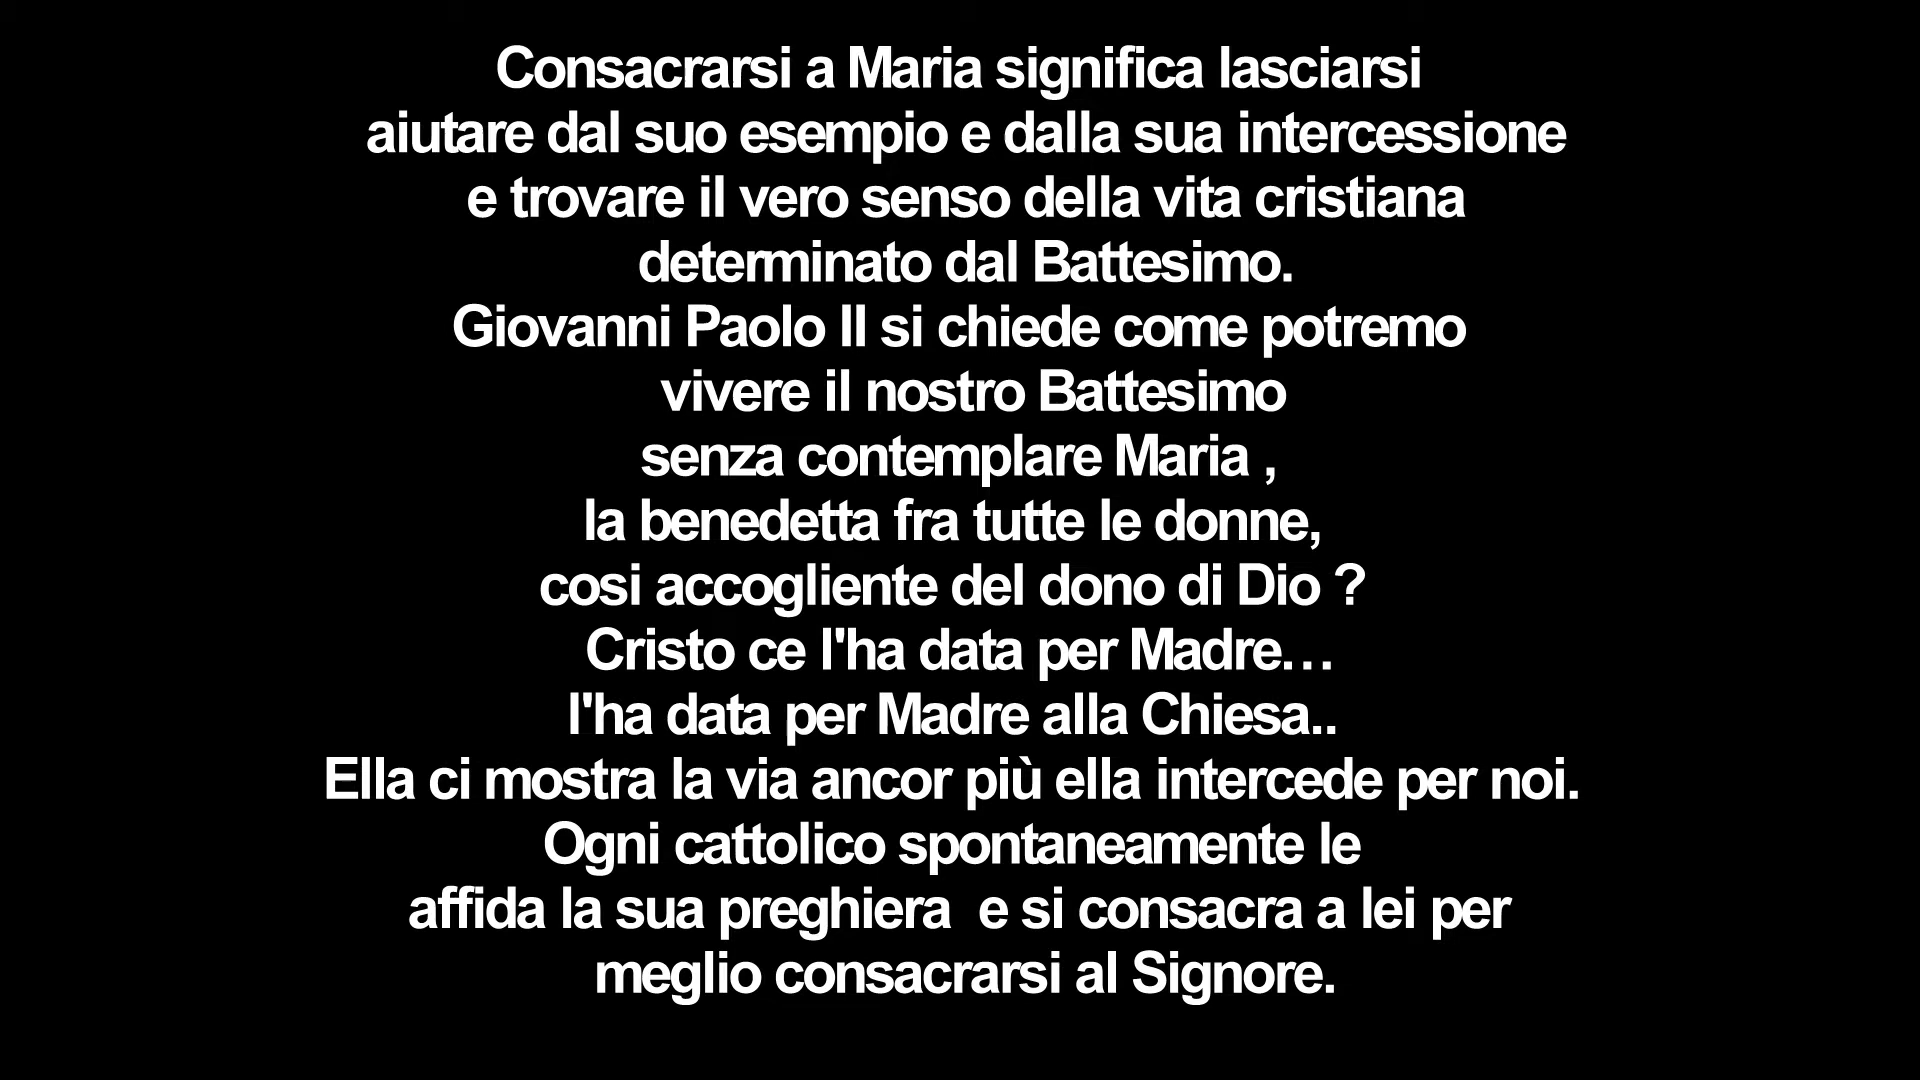 Consacrarsi a Maria significa lasciarsi
aiutare dal suo esempio e dalla sua intercessione
e trovare il vero senso della vita cristiana
determinato dal Battesimo.
Giovanni Paolo II si chiede come potremo
vivere il nostro Battesimo
senza contemplare Maria ,
la benedetta fra tutte le donne,
cosi accogliente del dono di Dio ?
Cristo ce l'ha data per Madre…
l'ha data per Madre alla Chiesa..
Ella ci mostra la via ancor più ella intercede per noi.
Ogni cattolico spontaneamente le
affida la sua preghiera  e si consacra a lei per
meglio consacrarsi al Signore.